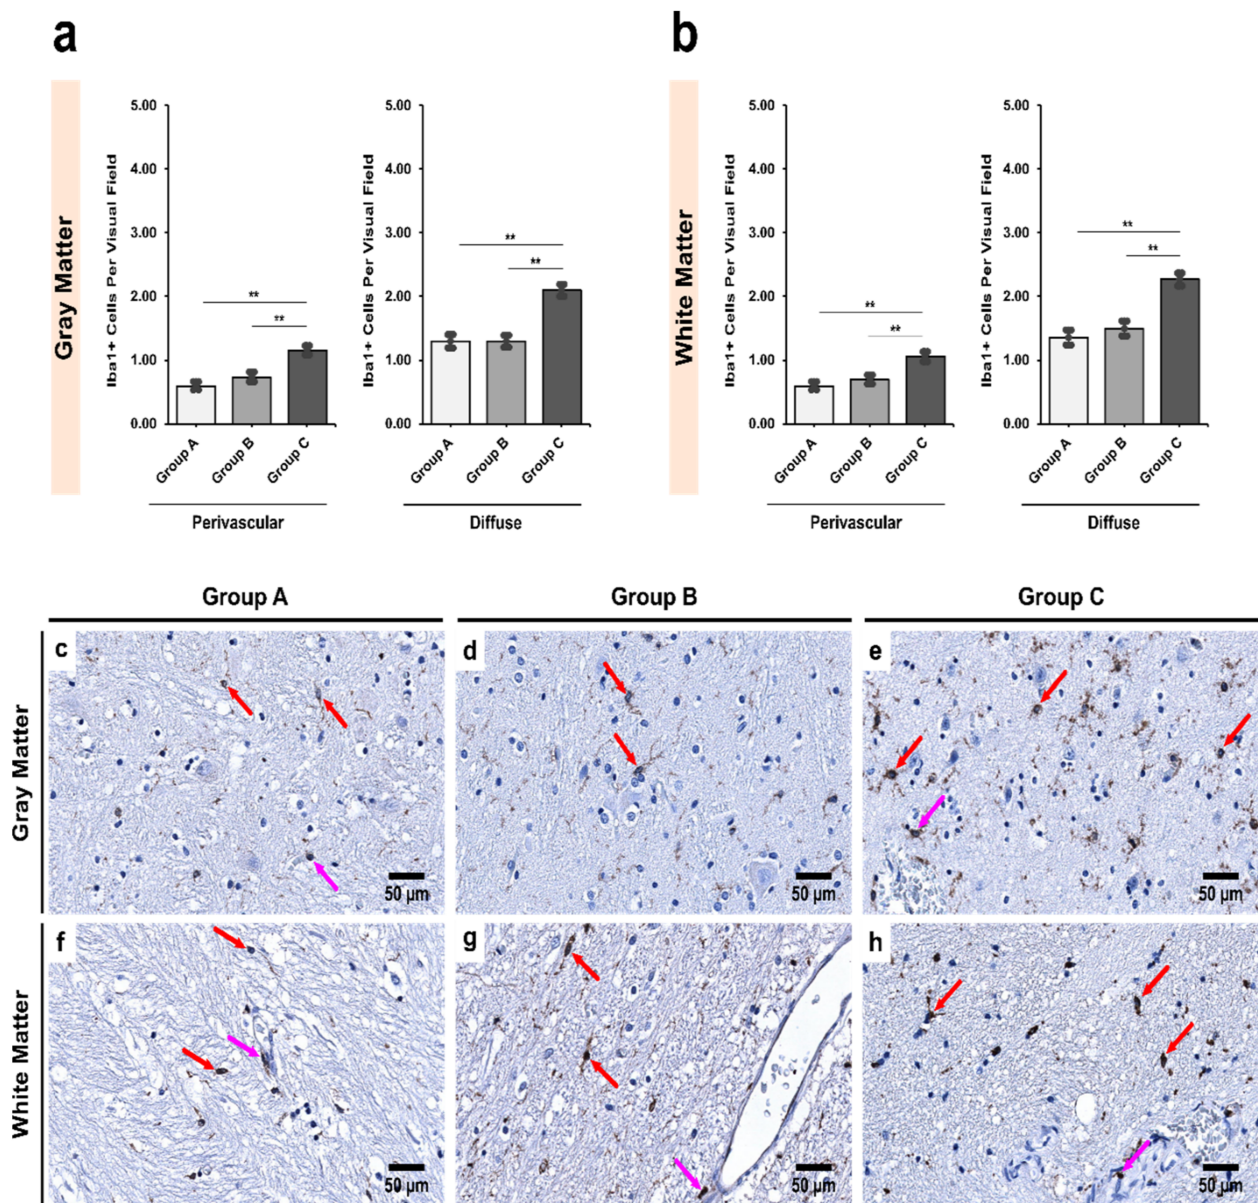 a
b
Gray Matter
Iba1+ Cells Per Visual Field
5.00
4.00
3.00
2.00
1.00
0.00
**
**
Group A
Group B
Group C
Perivascular
Iba1+ Cells Per Visual Field
5.00
4.00
3.00
2.00
1.00
0.00
**
**
Group A
Group B
Group C
Diffuse
White Matter
Iba1+ Cells Per Visual Field
5.00
4.00
3.00
2.00
1.00
0.00
**
**
Group A
Group B
Group C
Perivascular
Iba1+ Cells Per Visual Field
5.00
4.00
3.00
2.00
1.00
0.00
**
**
Group A
Group B
Group C
Diffuse
Group A
Group B
Group C
Gray Matter
c
50 µm
d
50 µm
e
50 µm
White Matter
f
50 µm
g
50 µm
h
50 µm